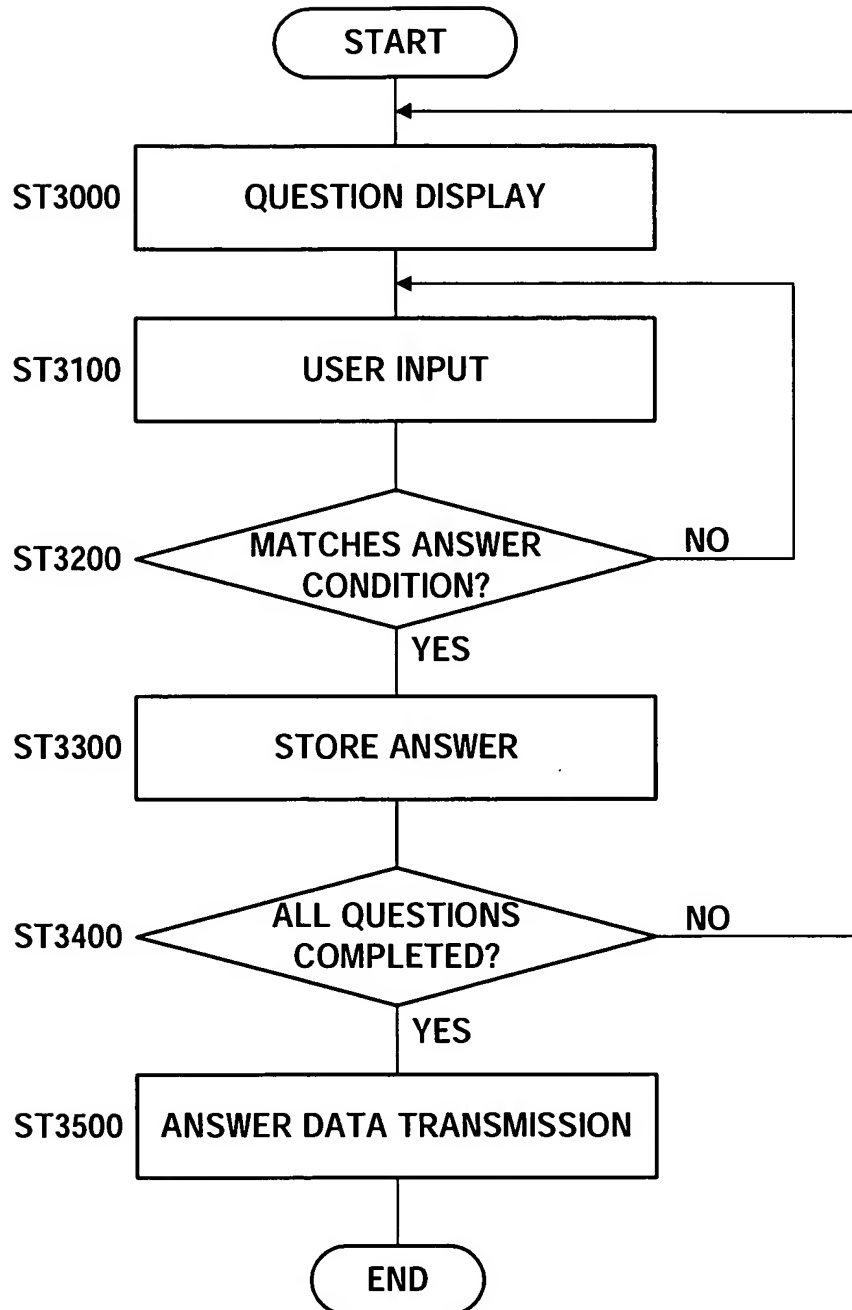 START
ST3000
QUESTION DISPLAY
ST3100
USER INPUT
ST3200
MATCHES ANSWER
CONDITION?
NO
YES
ST3300
STORE ANSWER
ST3400
ALL QUESTIONS
COMPLETED?
NO
YES
ST3500
ANSWER DATA TRANSMISSION
END